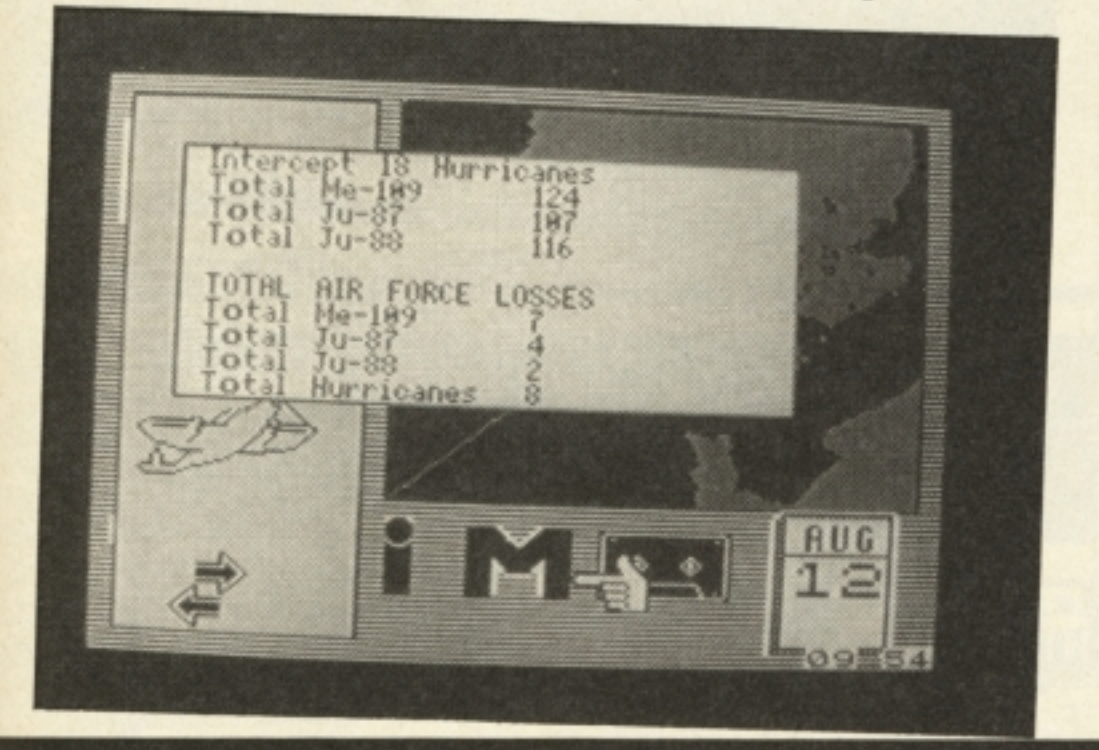 Intercept 18 Hurricanes
Total Me-109 124
Total Ju-87 107
Total Ju-88 116
TOTAL AIR FORCE LOSSES
Total Me-109 7
Total Ju-87 4
Total Ju-88 2
Total Hurricanes 8
i M
AUG
12
09 54